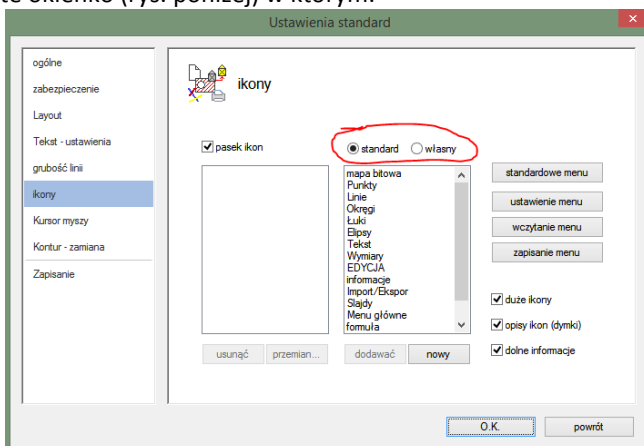 te okienko (rys. poniżej) w którym:
Ustawienia standard
ogólne
zabezpieczenie
Layout
Tekst - ustawienia
grubość linii
ikony
Kursor myszy
Kontur - zamiana
Zapisanie
ikony
pasek ikon
standard
własny
mapa bitowa
Punkty
Linie
Okręgi
Łuki
Elipsy
Tekst
Wymiary
EDYCJA
informacje
Import/Ekspor
Slajdy
Menu główne
formuła
standardowe menu
ustawienie menu
wczytanie menu
zapisanie menu
duże ikony
opisy ikon (dymki)
dolne informacje
usunąć
przemian...
dodawać
nowy
O.K.
powrót